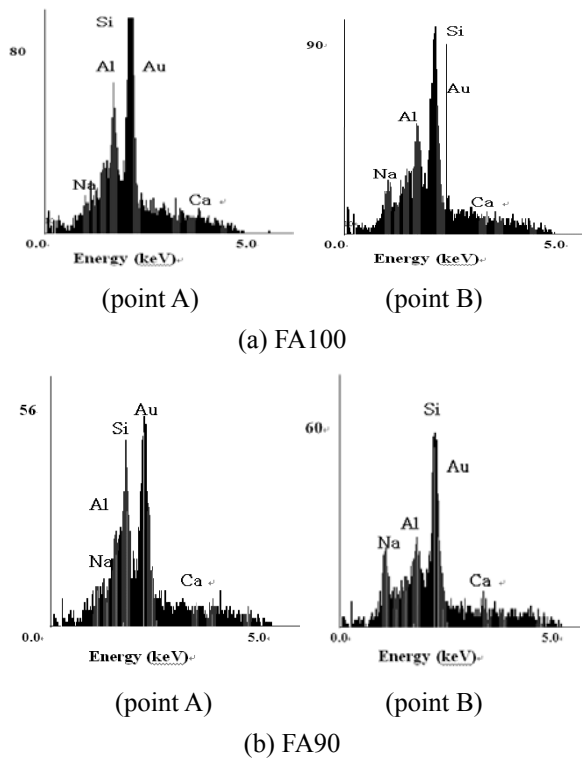 Si
80
Al Au
Na
Ca
0.0 5.0
Energy (keV)
(point A)
Si
90
Au
Al
Na
Ca
0.0 5.0
Energy (keV)
(point B)
(a) FA100
56
Au
Si
Al
Na
Ca
0.0 5.0
Energy (keV)
(point A)
Si
60
Au
Al
Na
Ca
0.0 5.0
Energy (keV)
(point B)
(b) FA90